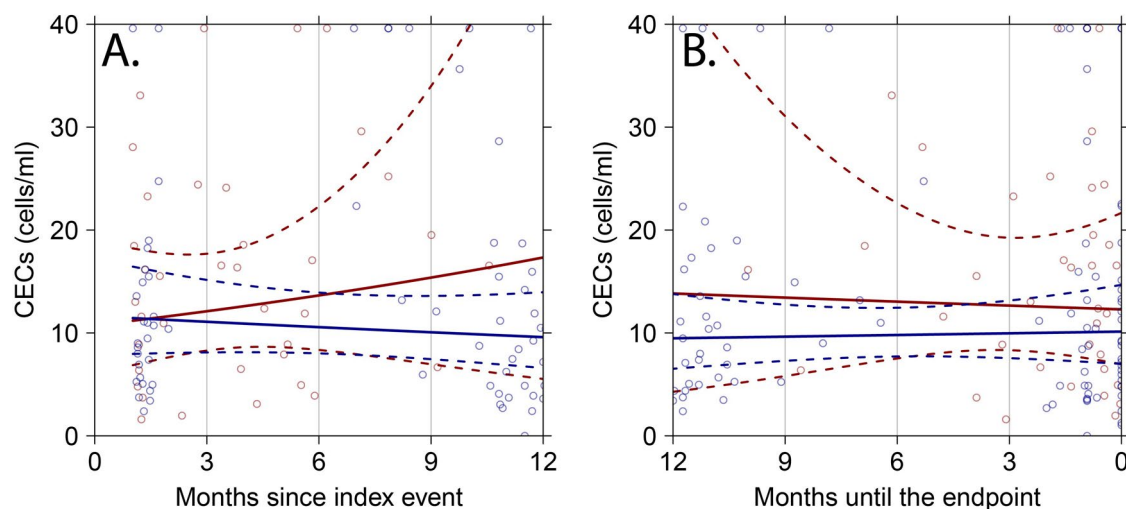 A.
CECs (cells/ml)
40
30
20
10
0
0 3 6 9 12
Months since index event
B.
CECs (cells/ml)
40
30
20
10
0
12 9 6 3 0
Months until the endpoint